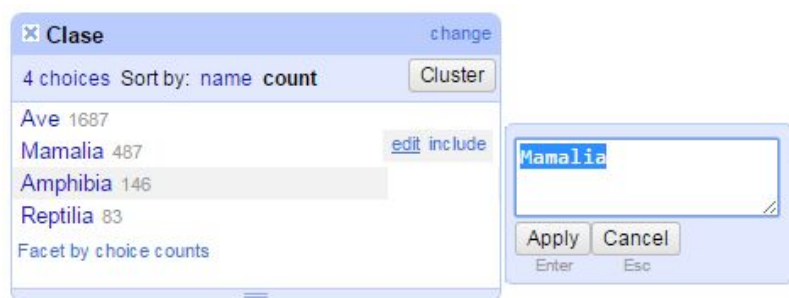 Clase change
4 choices Sort by: name count Cluster
Ave 1687
Mamalia 487 edit include
Amphibia 146
Reptilia 83
Facet by choice counts
Mamalia
Apply Cancel
Enter Esc